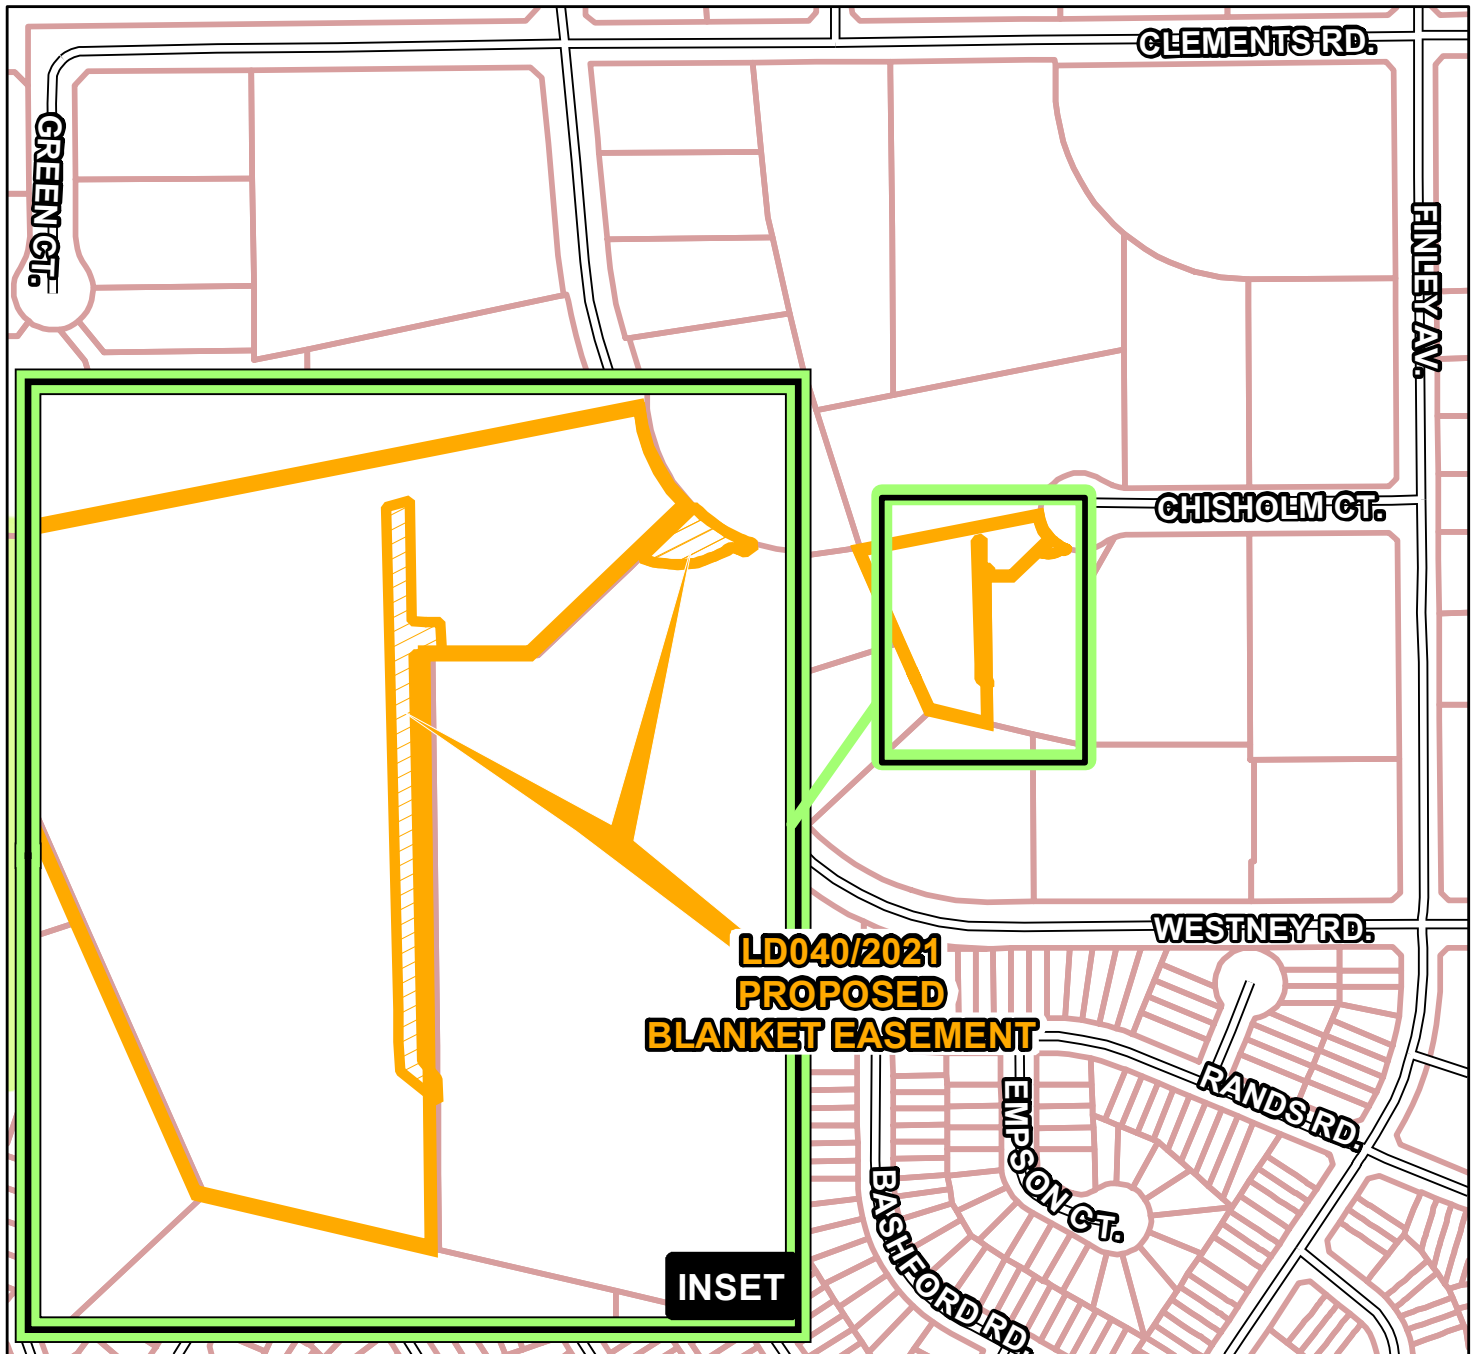 CLEMENTS RD.
GREEN CT.
FINLEY AV.
CHISHOLM CT.
WESTNEY RD.
LD040/2021
PROPOSED
BLANKET EASEMENT
RANDS RD.
EMPSON CT.
BASHFORD RD.
INSET